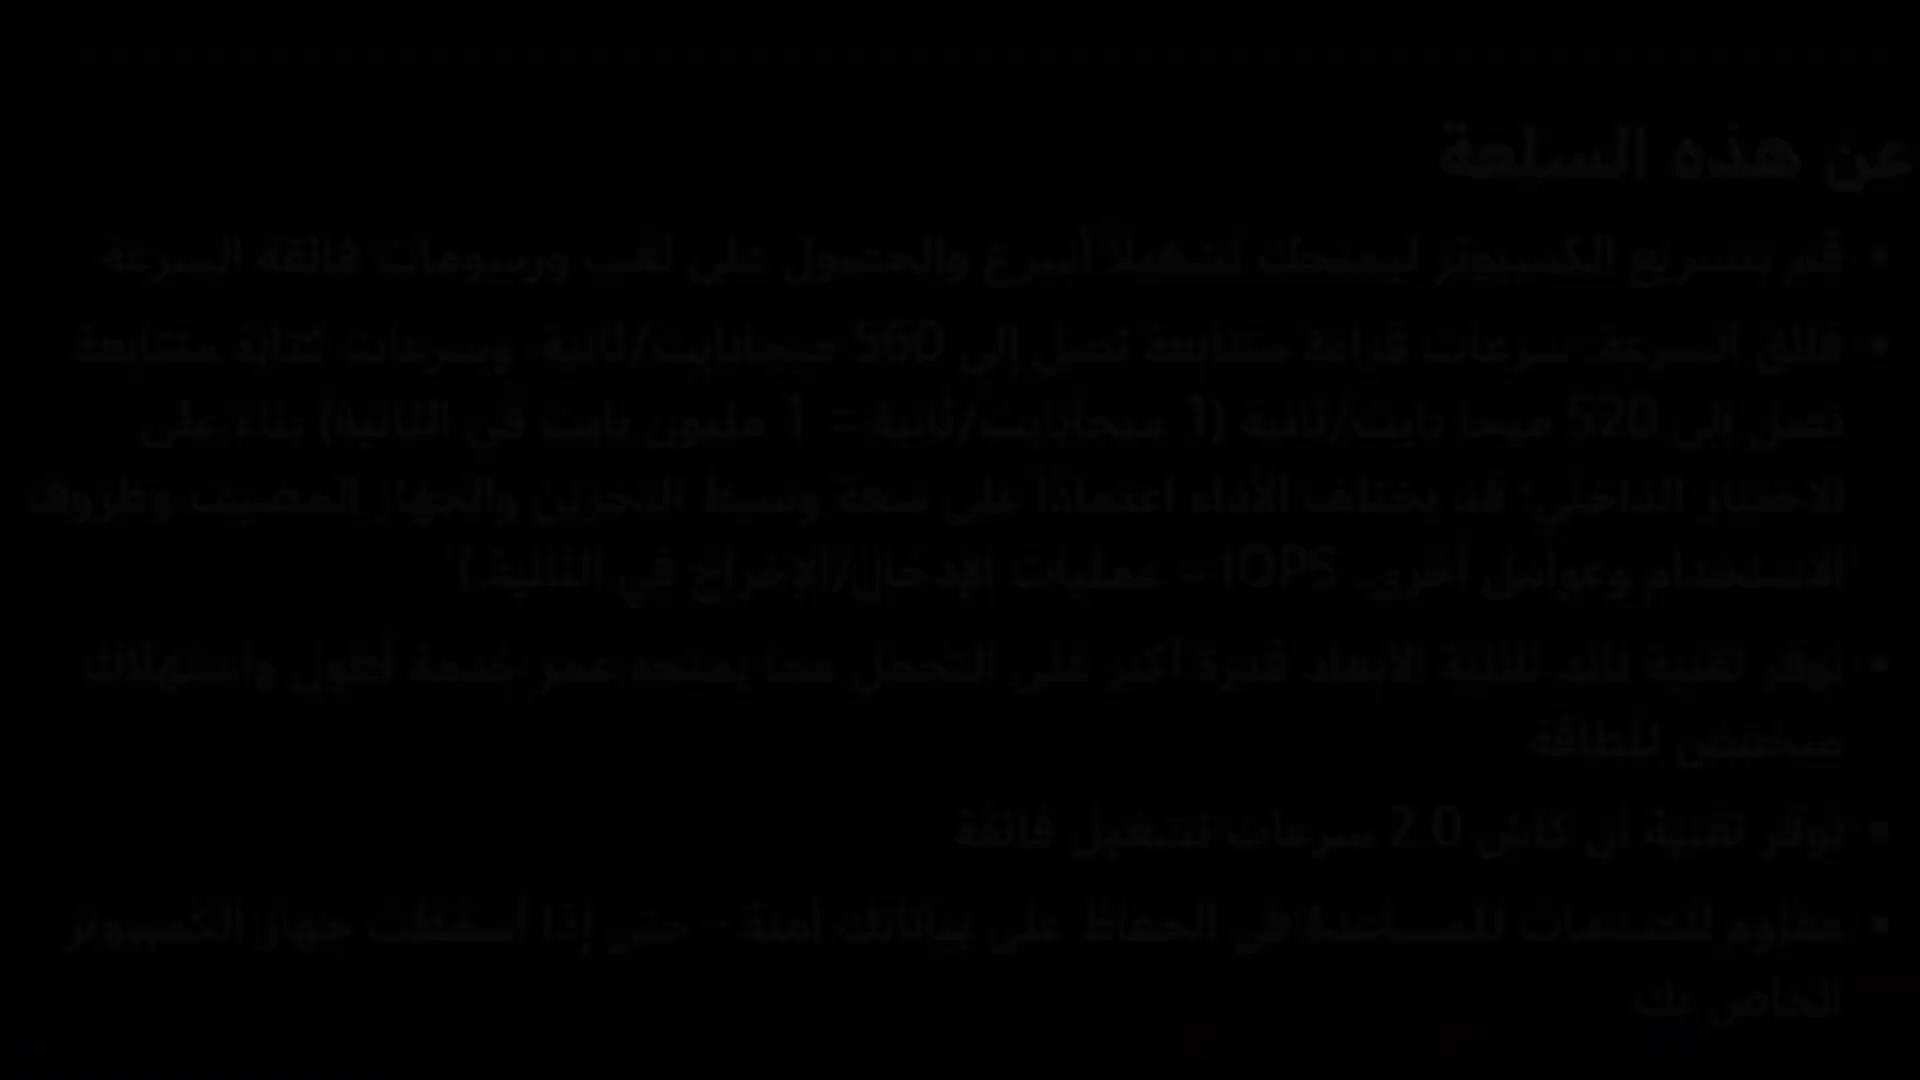 عن هذه السلعة
قم بتسريع الكمبيوتر ليمنحك تشغيلاً أسرع والحصول على لعب ورسومات فائقة السرعة
فائق السرعة. سرعات قراءة متتابعة تصل إلى 560 ميجابايت/ثانية وسرعات كتابة متتابعة
تصل إلى 520 ميجا بايت/ثانية (1 ميجابايت/ثانية = 1 مليون بايت في الثانية) بناء على
الاختبار الداخلي؛ قد يختلف الأداء اعتمادًا على سعة وسيط التخزين والجهاز المضيف وظروف
الاستخدام وعوامل أخرى. IOPS = عمليات الإدخال/الإخراج في الثانية.)
توفر تقنية ناند ثلاثية الأبعاد قدرة أكبر على التحمل مما يمنحه عمر خدمة أطول واستهلاك
منخفض للطاقة
توفر تقنية ان كاش 2.0 سرعات تشغيل فائقة
مقاوم للصدمات للمساعدة في الحفاظ على بياناتك آمنة - حتى إذا أسقطت جهاز الكمبيوتر
الخاص بك